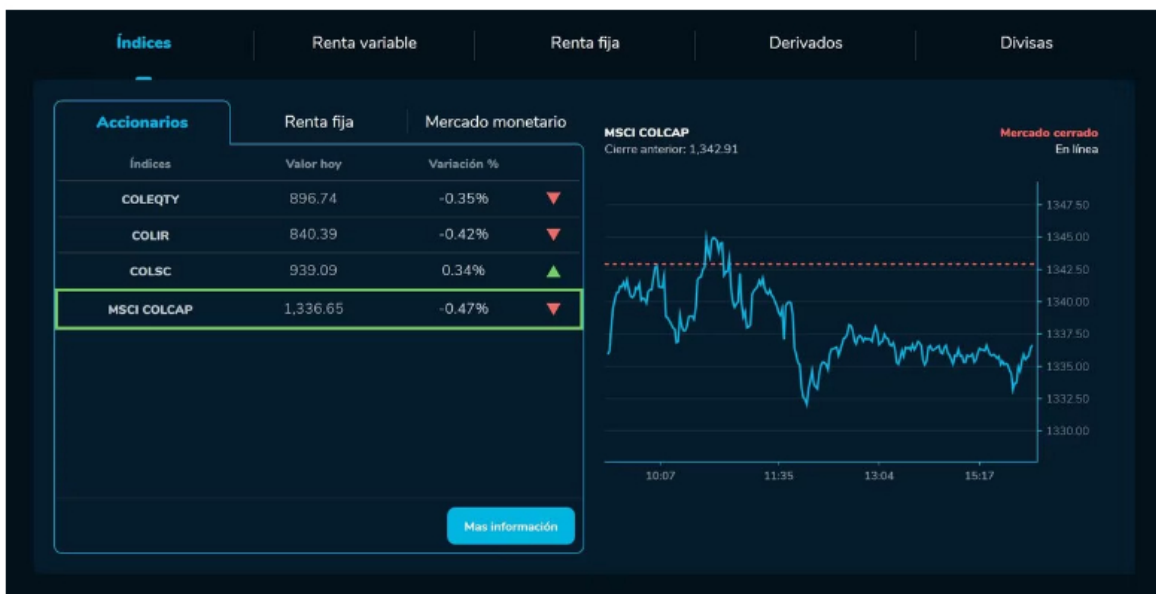 Índices Renta variable Renta fija Derivados Divisas
Accionarios Renta fija Mercado monetario
Índices Valor hoy Variación %
COLEQTY 896.74 -0.35%
COLIR 840.39 -0.42%
COLSC 939.09 0.34%
MSCI COLCAP 1,336.65 -0.47%
Mas información
MSCI COLCAP Mercado cerrado
Cierre anterior: 1,342.91 En línea
1347.50
1345.00
1342.50
1340.00
1337.50
1335.00
1332.50
1330.00
10:07 11:35 13:04 15:17